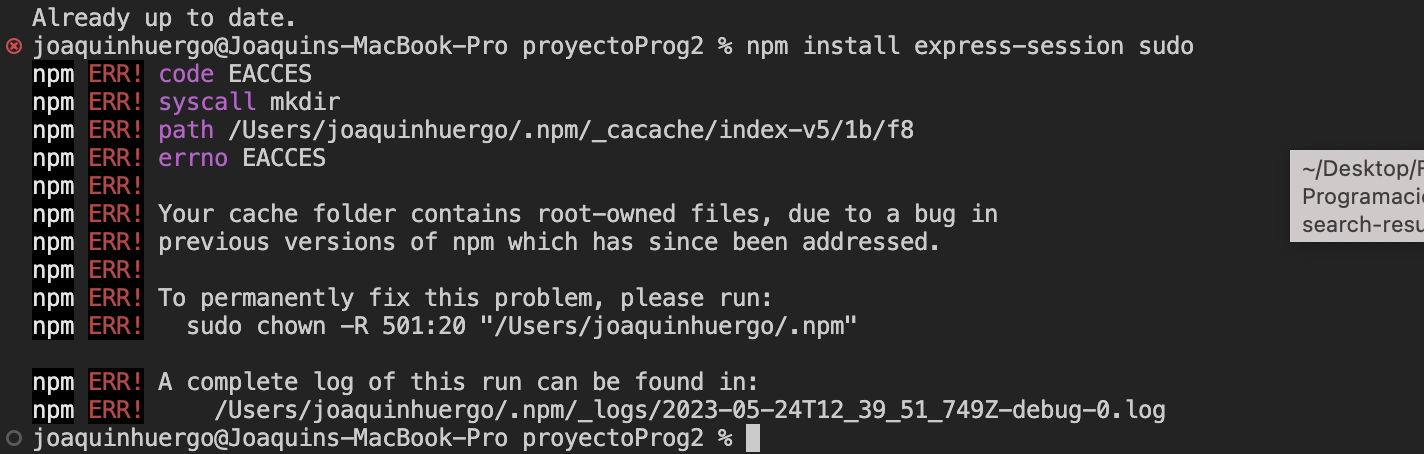 Already up to date.
joaquinhuergo@Joaquins-MacBook-Pro proyectoProg2 % npm install express-session sudo
npm ERR! code EACCES
npm ERR! syscall mkdir
npm ERR! path /Users/joaquinhuergo/.npm/_cacache/index-v5/1b/f8
npm ERR! errno EACCES
npm ERR!
npm ERR! Your cache folder contains root-owned files, due to a bug in
npm ERR! previous versions of npm which has since been addressed.
npm ERR!
npm ERR! To permanently fix this problem, please run:
npm ERR!   sudo chown -R 501:20 "/Users/joaquinhuergo/.npm"
npm ERR! A complete log of this run can be found in:
npm ERR!     /Users/joaquinhuergo/.npm/_logs/2023-05-24T12_39_51_749Z-debug-0.log
joaquinhuergo@Joaquins-MacBook-Pro proyectoProg2 %
~/Desktop/
Programaci
search-resu